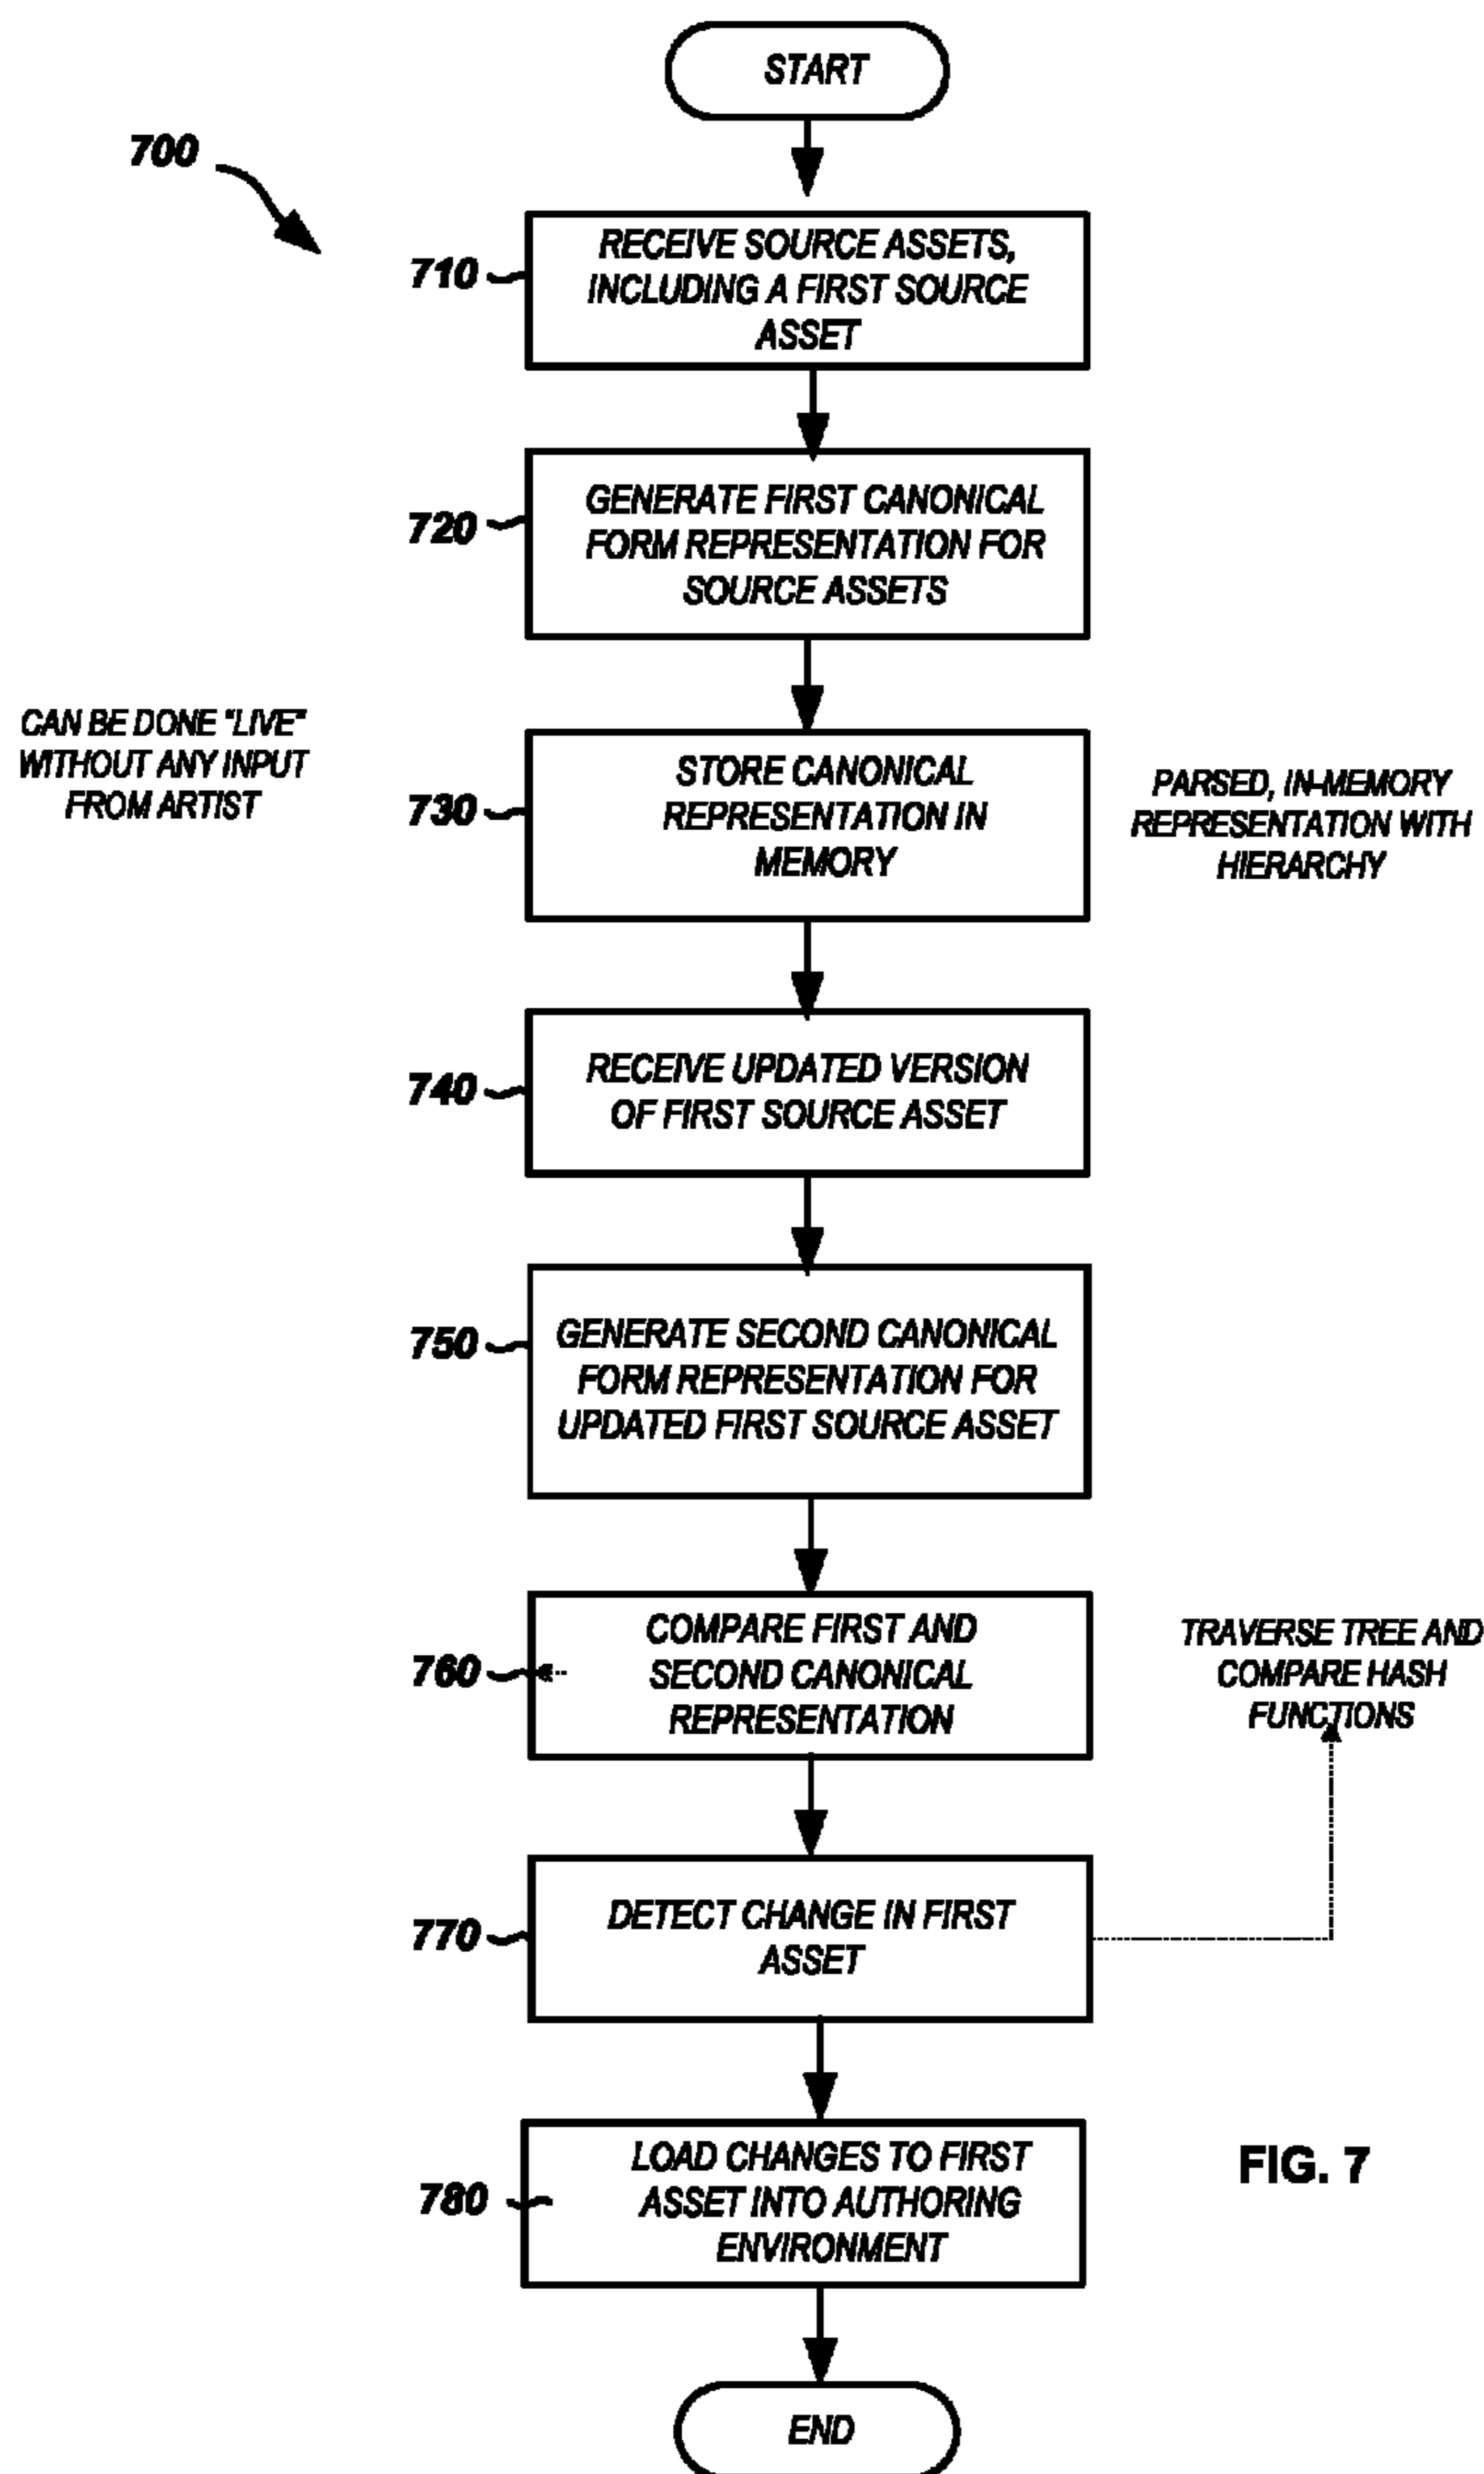 START
700
710
RECEIVE SOURCE ASSETS,
INCLUDING A FIRST SOURCE
ASSET
720
GENERATE FIRST CANONICAL
FORM REPRESENTATION FOR
SOURCE ASSETS
CAN BE DONE "LIVE"
WITHOUT ANY INPUT
FROM ARTIST
730
STORE CANONICAL
REPRESENTATION IN
MEMORY
PARSED, IN-MEMORY
REPRESENTATION WITH
HIERARCHY
740
RECEIVE UPDATED VERSION
OF FIRST SOURCE ASSET
750
GENERATE SECOND CANONICAL
FORM REPRESENTATION FOR
UPDATED FIRST SOURCE ASSET
760
COMPARE FIRST AND
SECOND CANONICAL
REPRESENTATION
TRAVERSE TREE AND
COMPARE HASH
FUNCTIONS
770
DETECT CHANGE IN FIRST
ASSET
780
LOAD CHANGES TO FIRST
ASSET INTO AUTHORING
ENVIRONMENT
FIG. 7
END